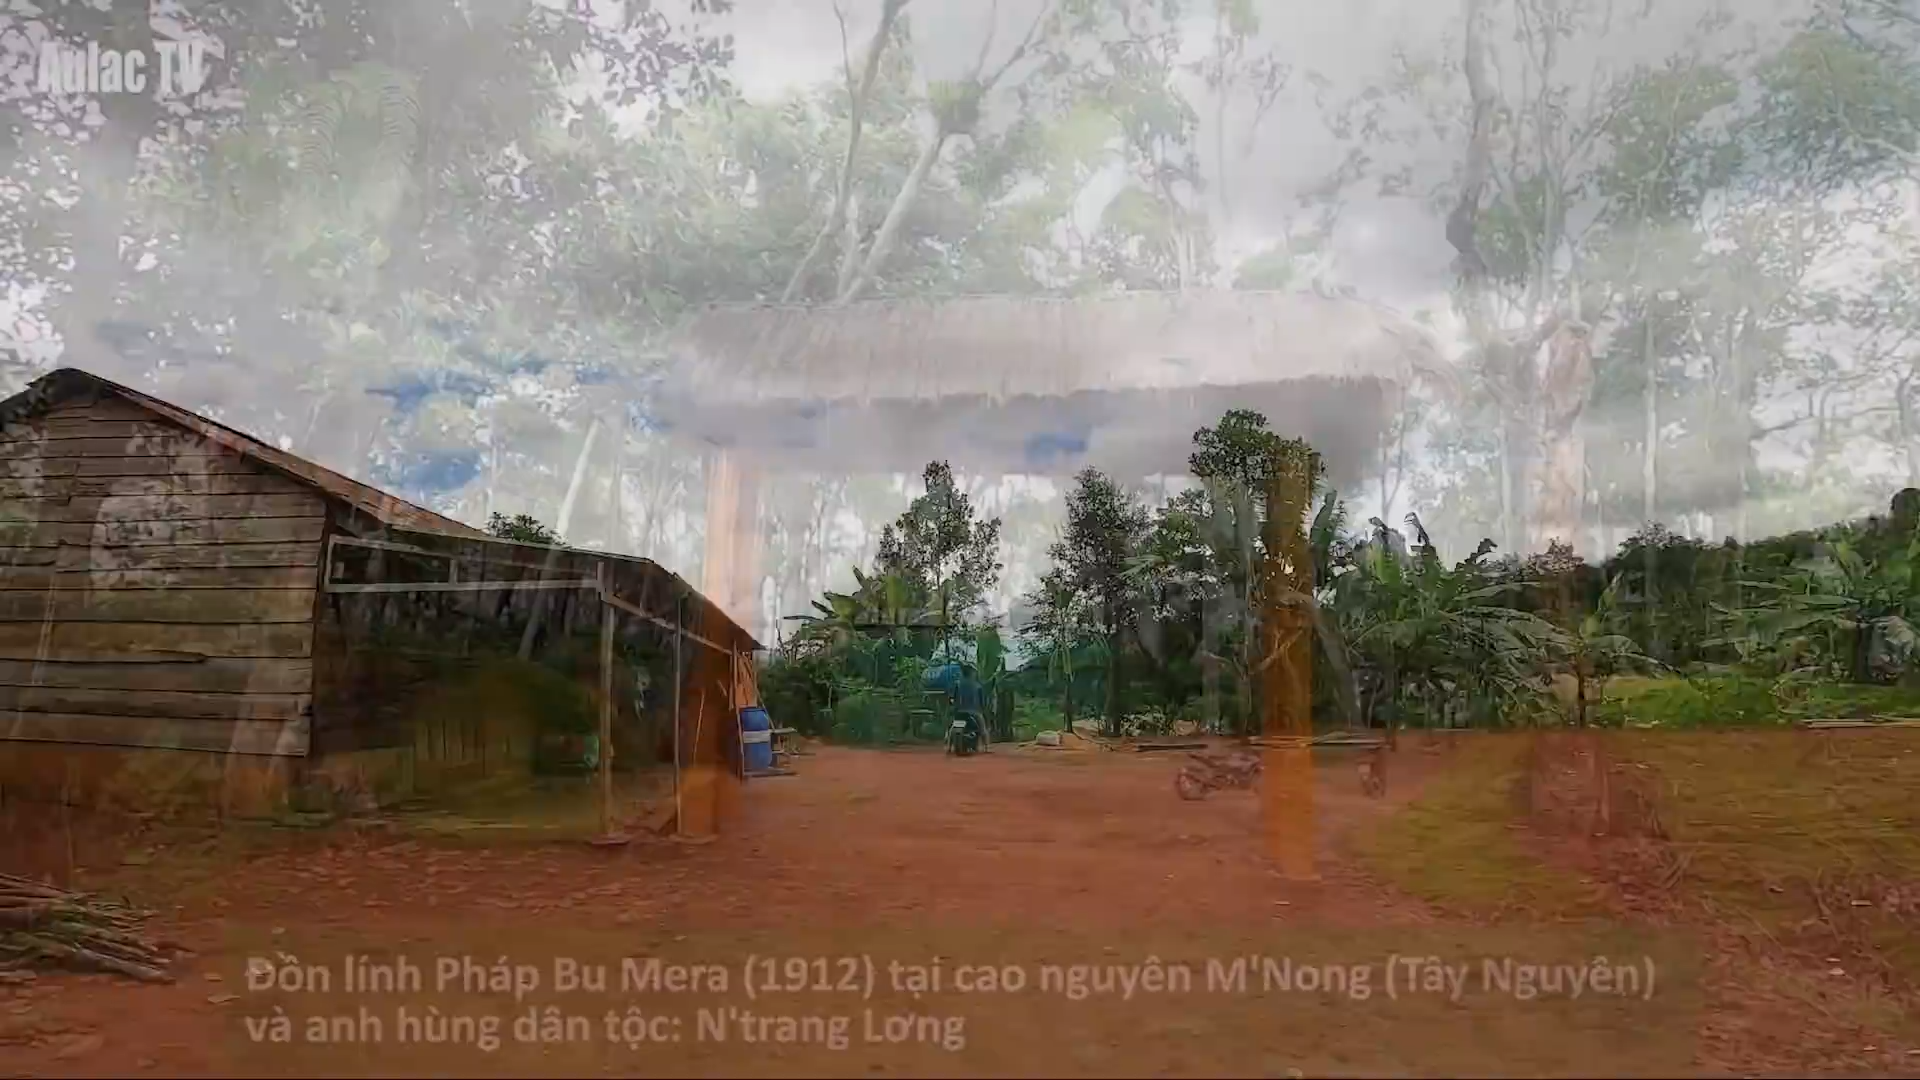 Aulac TV
Đồn lính Pháp Bu Mera (1912) tại cao nguyên M'Nong (Tây Nguyên)
và anh hùng dân tộc: N'trang Lơng